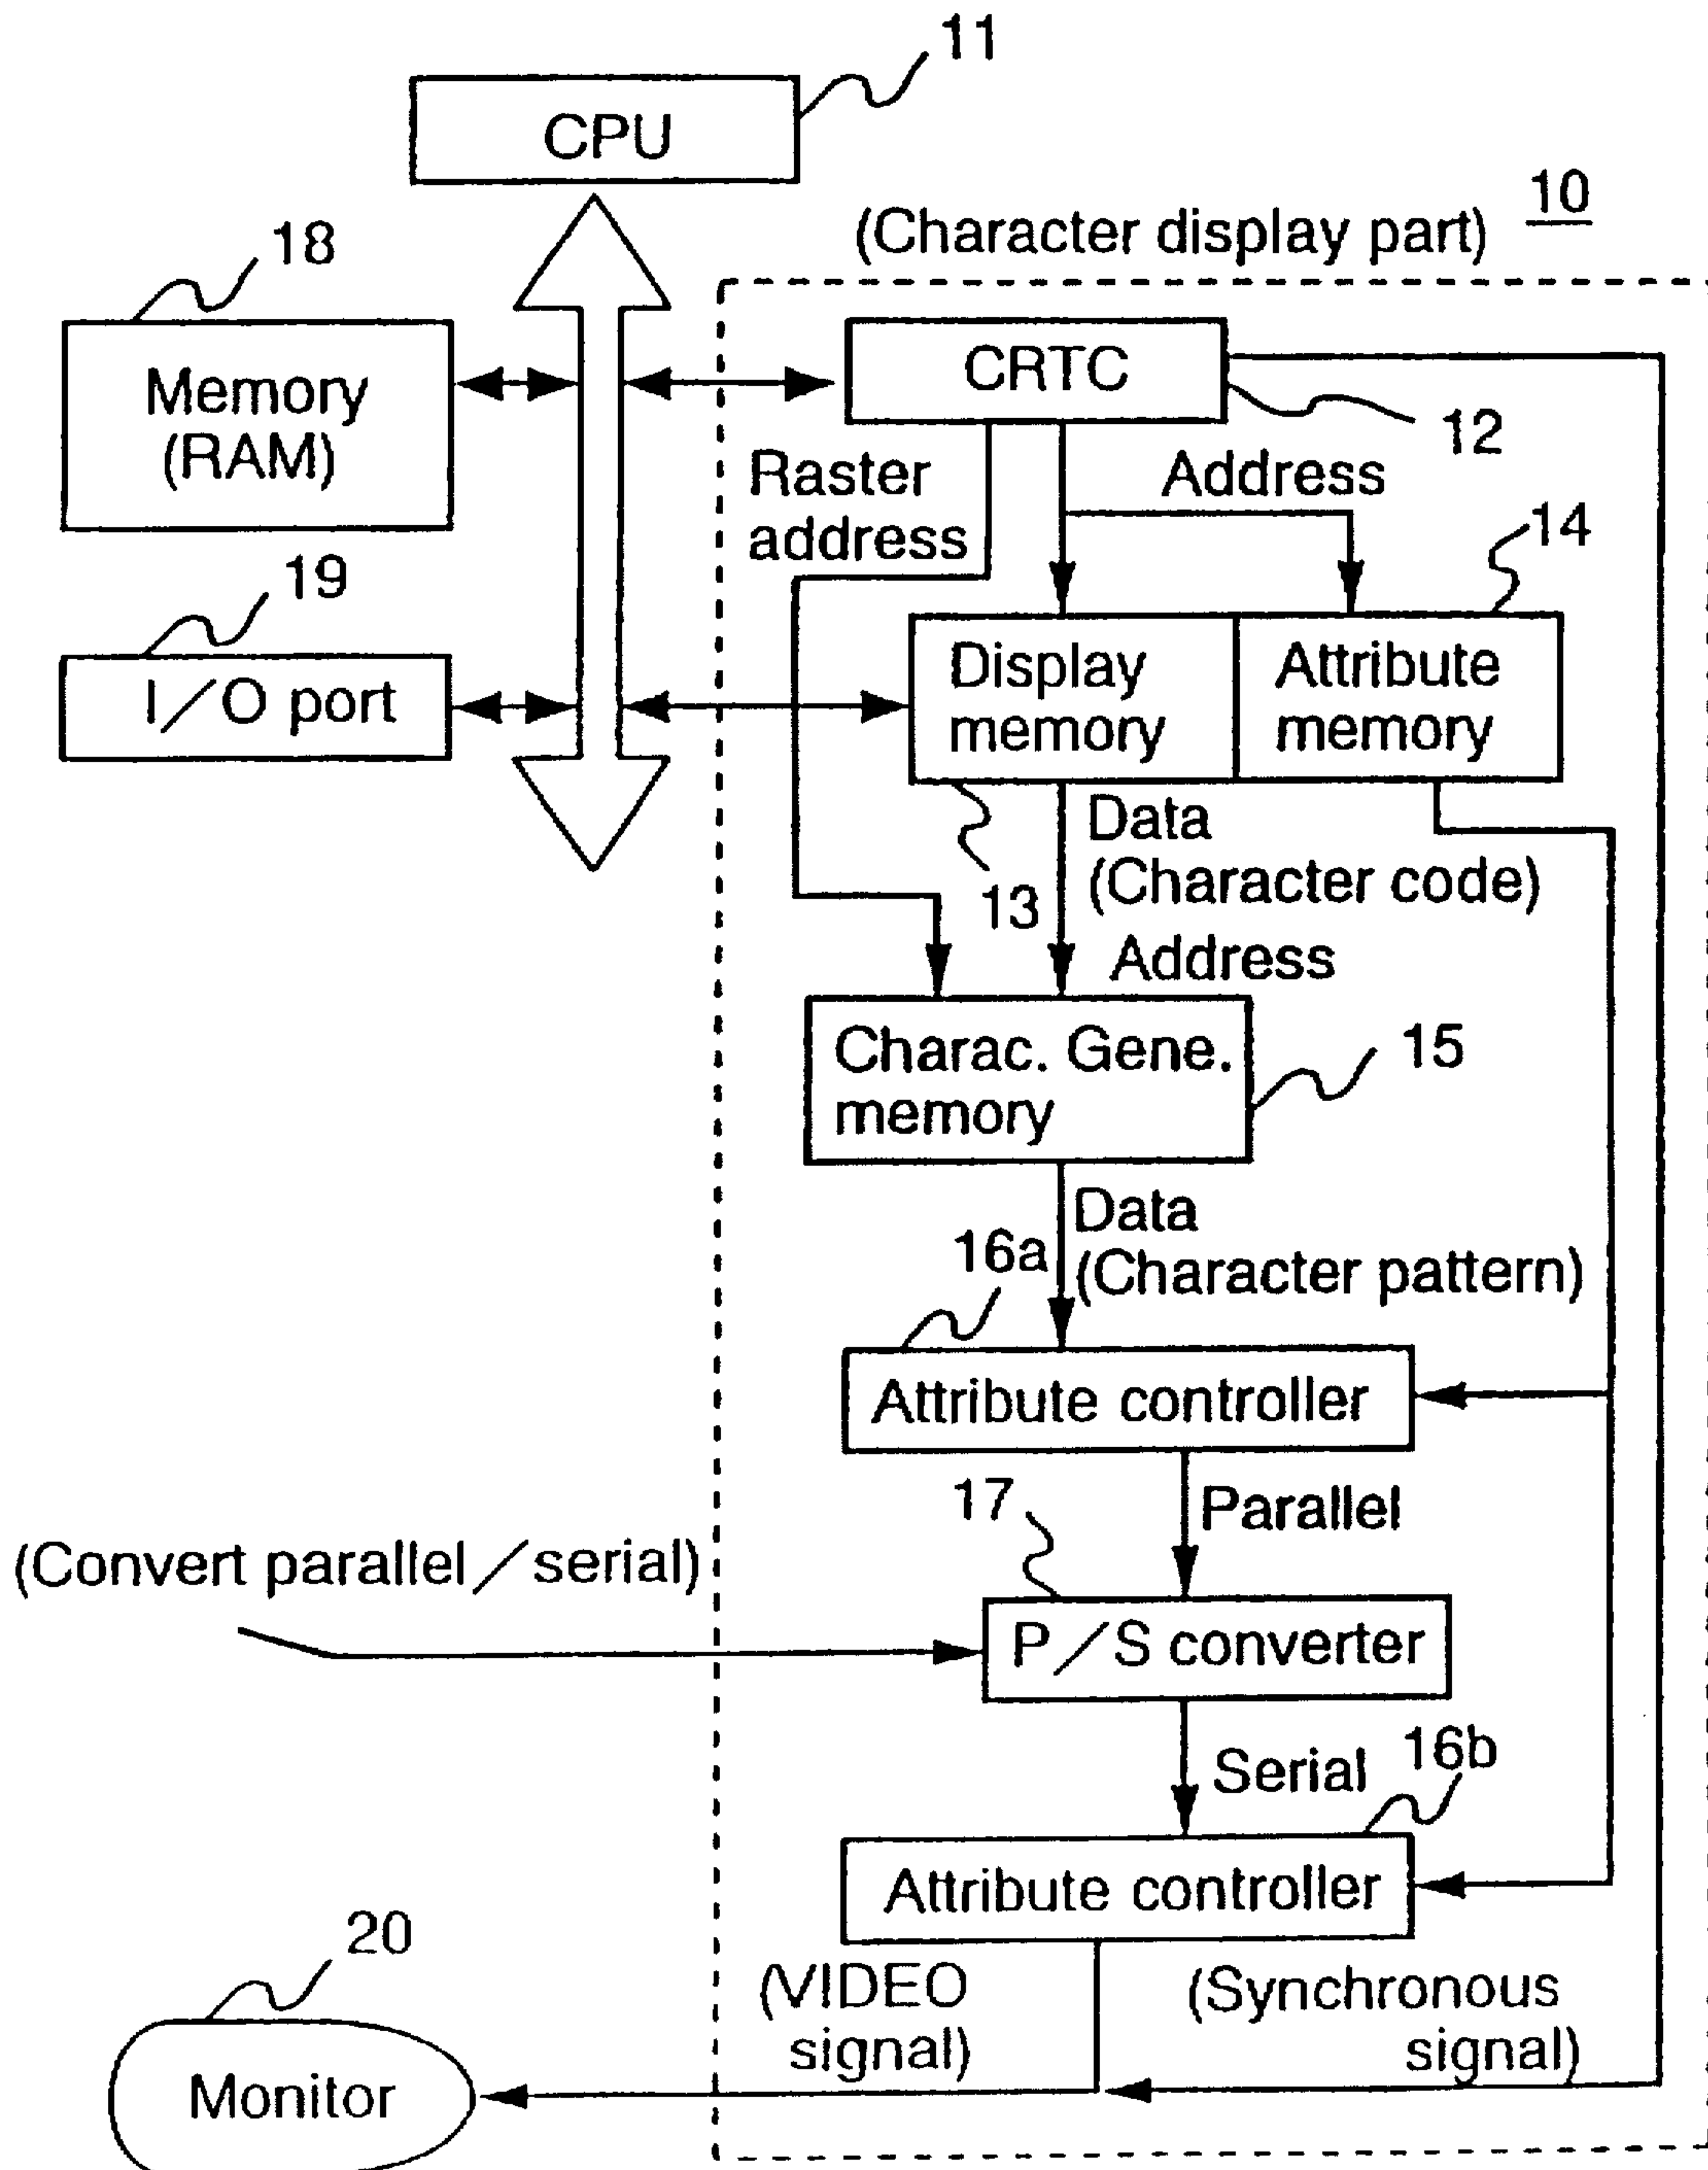 11
CPU
10
(Character display part)
18
Memory
(RAM)
CRTC
12
Raster
address
Address
14
19
I/O port
Display
memory
Attribute
memory
13
Data
(Character code)
Address
Charac. Gene.
memory
15
Data
(Character pattern)
16a
Attribute controller
17
Parallel
(Convert parallel/serial)
P/S converter
Serial
16b
Attribute controller
20
(VIDEO
signal)
(Synchronous
signal)
Monitor